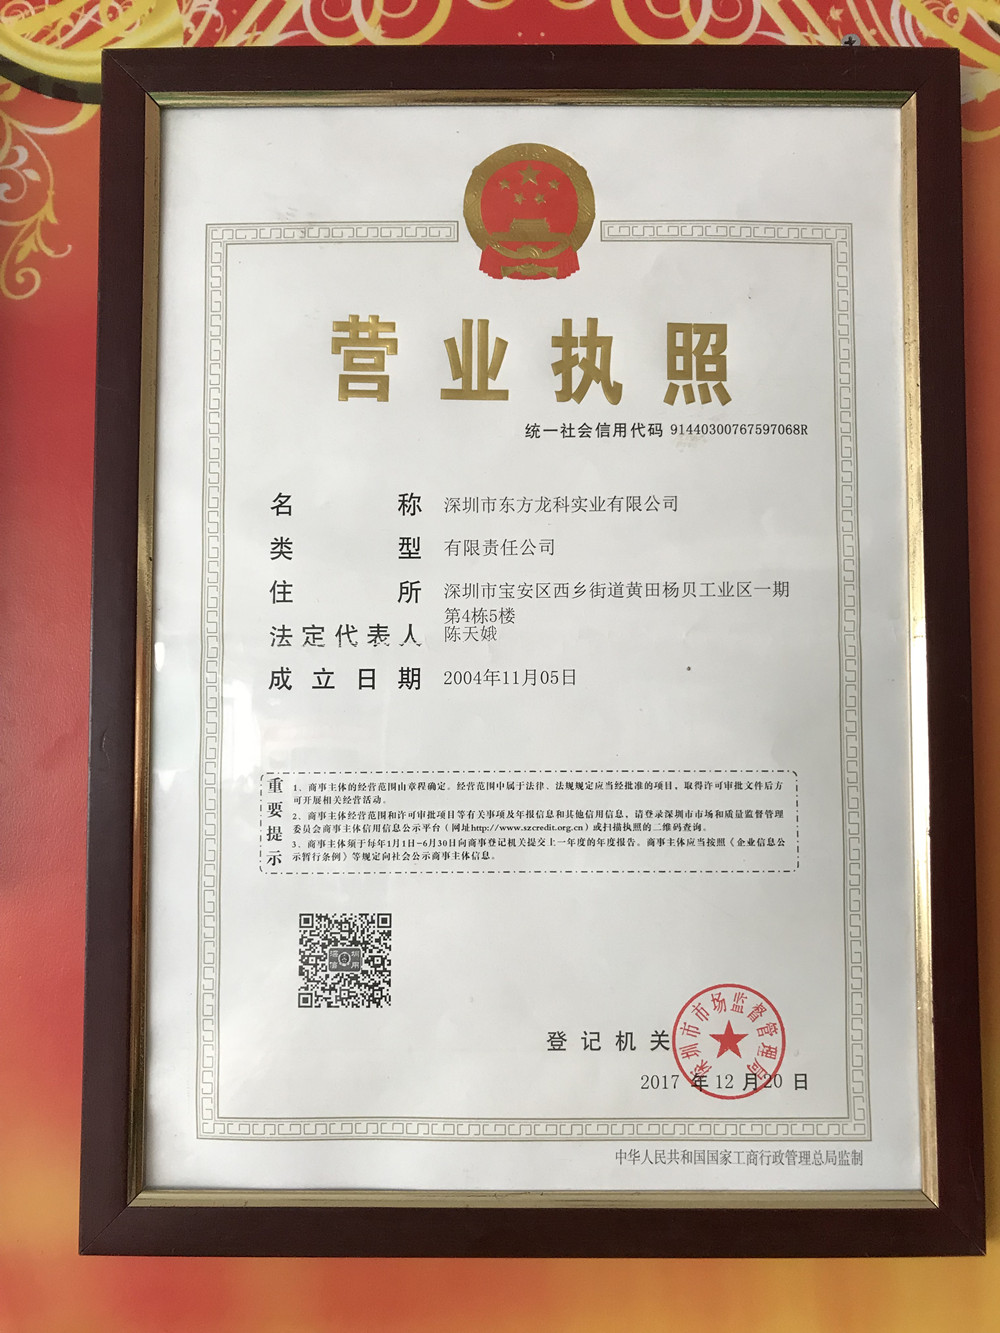 营业执照
统一社会信用代码 91440300767597068R
名称 深圳市东方龙科实业有限公司
类型 有限责任公司
住所 深圳市宝安区西乡街道黄田杨贝工业区一期
第4栋5楼
法定代表人 陈天娥
成立日期 2004年11月05日
重要提示
1、商事主体的经营范围由章程确定。经营范围中属于法律、法规规定应当经批准的项目，取得许可审批文件后方
可开展相关经营活动。
2、商事主体经营范围和许可审批项目等有关事项及年报信息和其他信用信息，请登录深圳市市场和质量监督管理
委员会商事主体信用信息公示平台（网址http://www.szcredit.org.cn）或扫描执照的二维码查询。
3、商事主体须于每年1月1日-6月30日向商事登记机关提交上一年度的年度报告。商事主体应当按照《企业信息公
示暂行条例》等规定向社会公示商事主体信息。
登记机关
深圳市市场监督管理局
2017 年 12 月 20 日
中华人民共和国国家工商行政管理总局监制